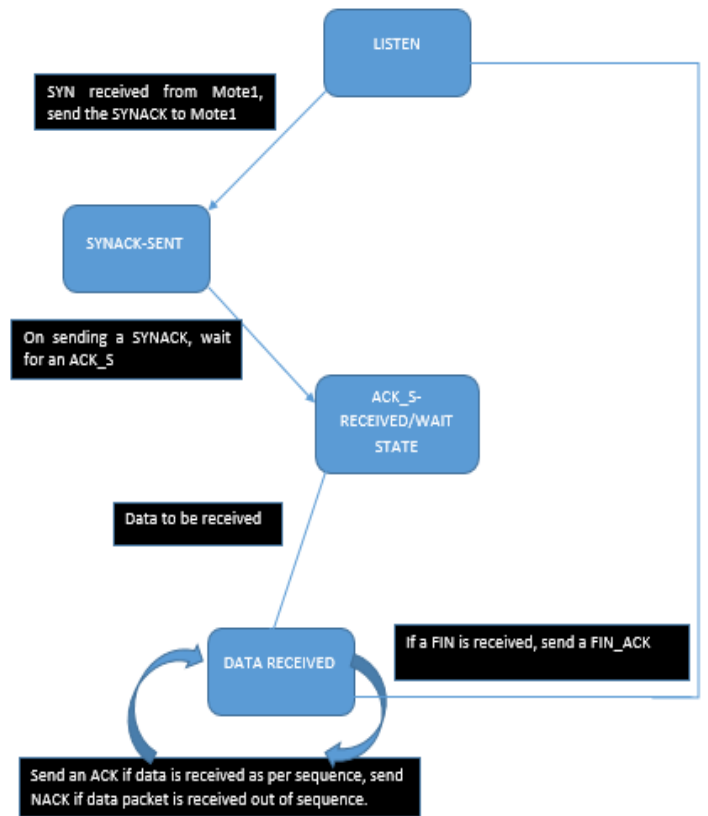 LISTEN
SYN received from Mote1,
send the SYNACK to Mote1
SYNACK-SENT
On sending a SYNACK, wait
for an ACK_S
ACK_S-
RECEIVED/WAIT
STATE
Data to be received
If a FIN is received, send a FIN_ACK
DATA RECEIVED
Send an ACK if data is received as per sequence, send
NACK if data packet is received out of sequence.